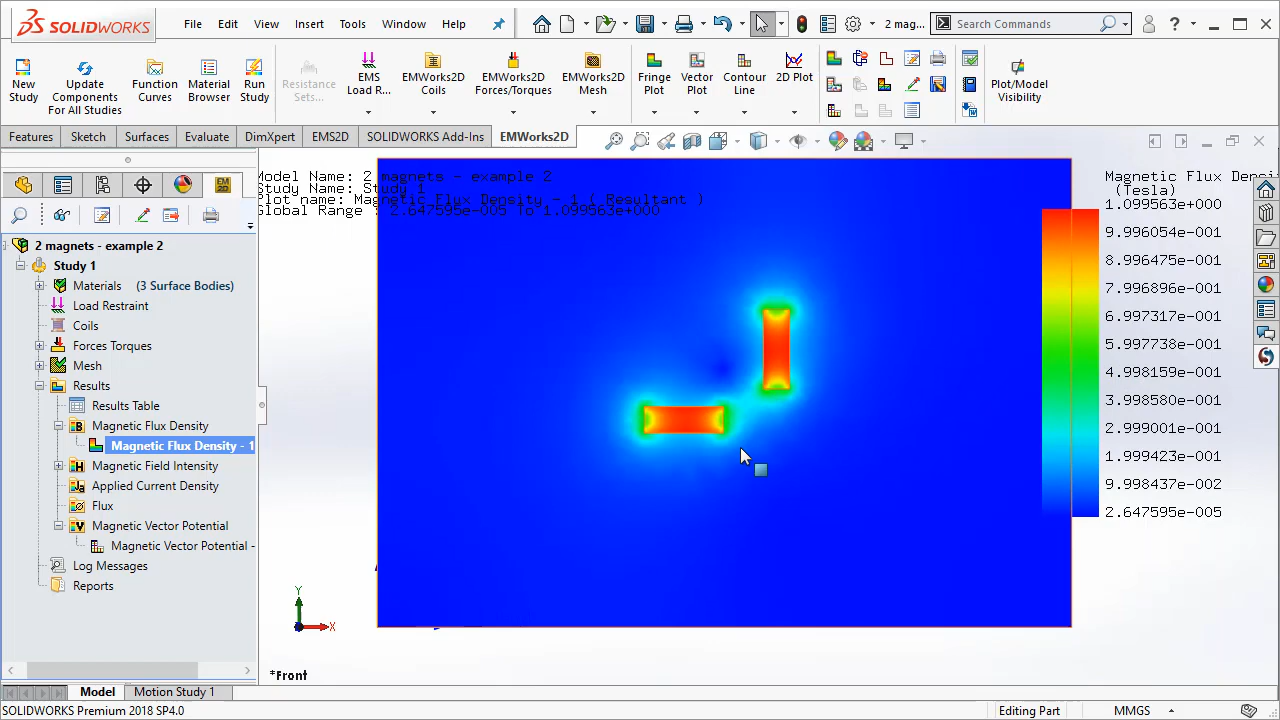 SOLIDWORKS File Edit View Insert Tools Window Help 2 mag... Search Commands
New Study
Update Components For All Studies
Function Curves
Material Browser
Run Study
Resistance Sets...
EMS Load R...
EMWorks2D Coils
EMWorks2D Forces/Torques
EMWorks2D Mesh
Fringe Plot
Vector Plot
Contour Line
2D Plot
Plot/Model Visibility
Features Sketch Surfaces Evaluate DimXpert EMS2D SOLIDWORKS Add-Ins EMWorks2D
2 magnets - example 2
Study 1
Materials (3 Surface Bodies)
Load Restraint
Coils
Forces Torques
Mesh
Results
Results Table
Magnetic Flux Density
Magnetic Flux Density - 1
Magnetic Field Intensity
Applied Current Density
Flux
Magnetic Vector Potential
Magnetic Vector Potential -
Log Messages
Reports
Model Name: 2 magnets - example 2
Study Name: Study 1
Plot name: Magnetic Flux Density - 1 ( Resultant )
Global Range : 2.647595e-005 To 1.099563e+000
Magnetic Flux Densi
(Tesla)
1.099563e+000
9.996054e-001
8.996475e-001
7.996896e-001
6.997317e-001
5.997738e-001
4.998159e-001
3.998580e-001
2.999001e-001
1.999423e-001
9.998437e-002
2.647595e-005
Y
X
*Front
Model Motion Study 1
SOLIDWORKS Premium 2018 SP4.0 Editing Part MMGS